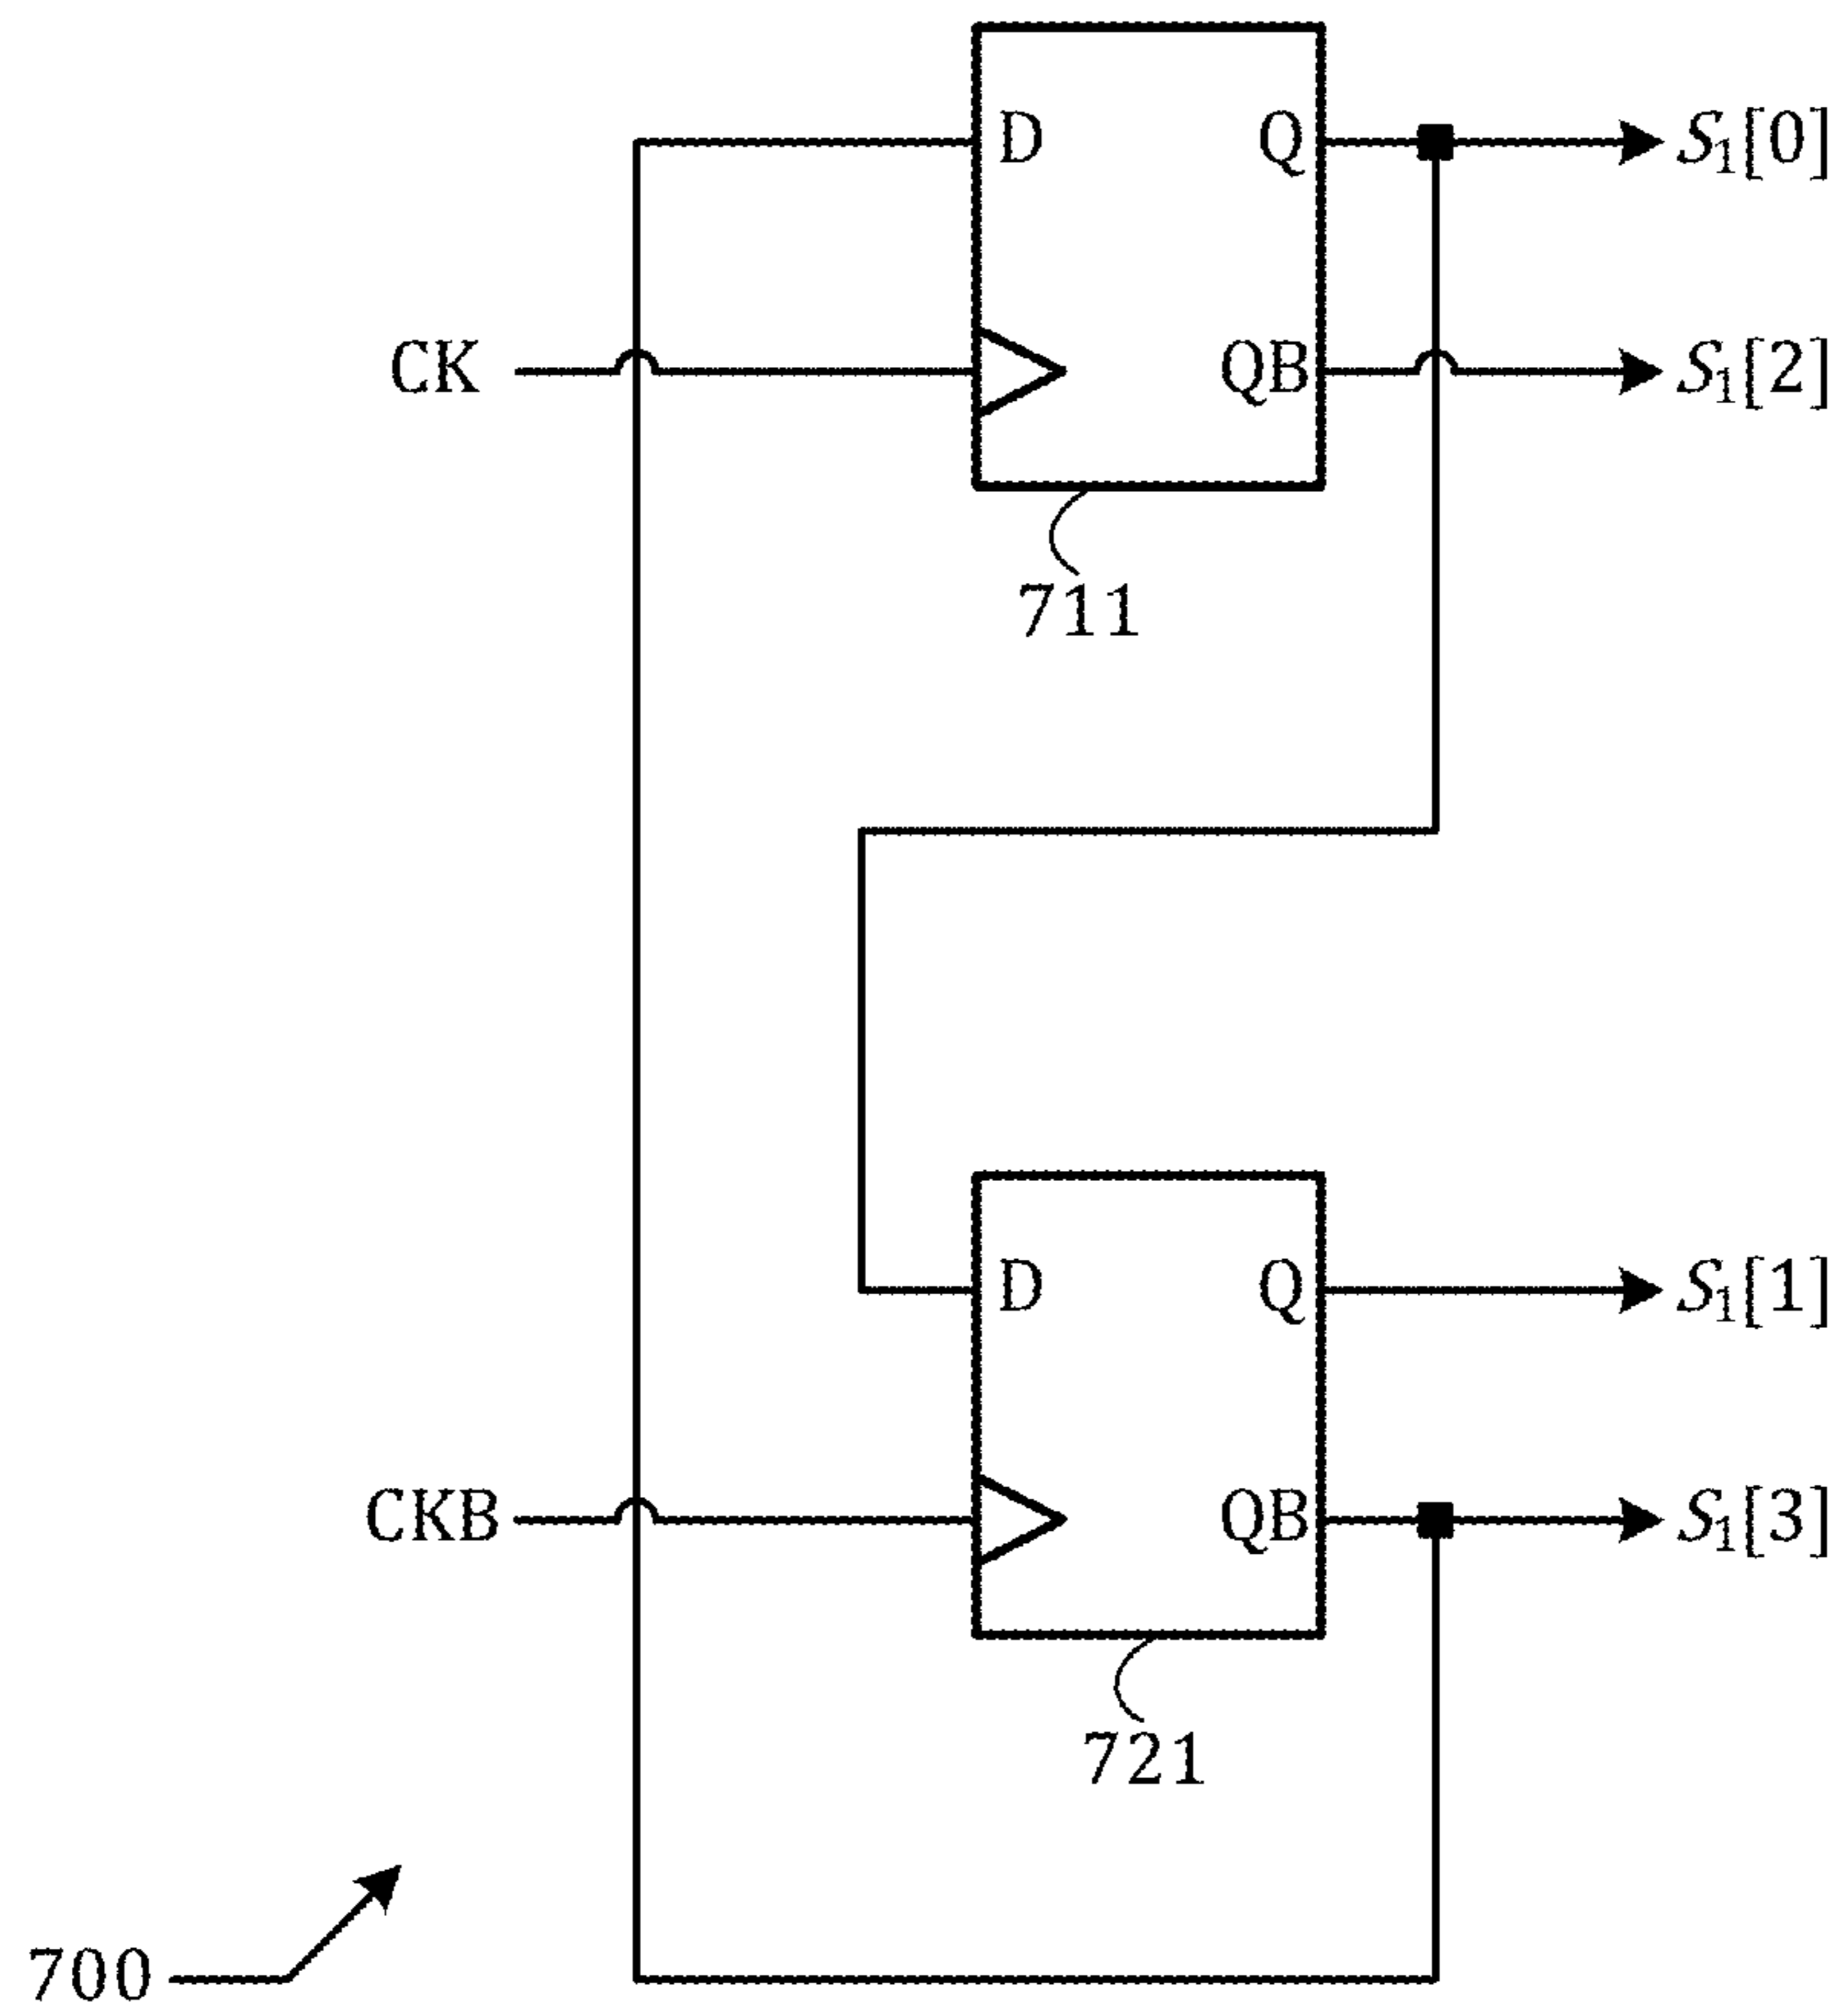 D Q S₁[0]
CK QB S₁[2]
711
D Q S₁[1]
CKB QB S₁[3]
721
700